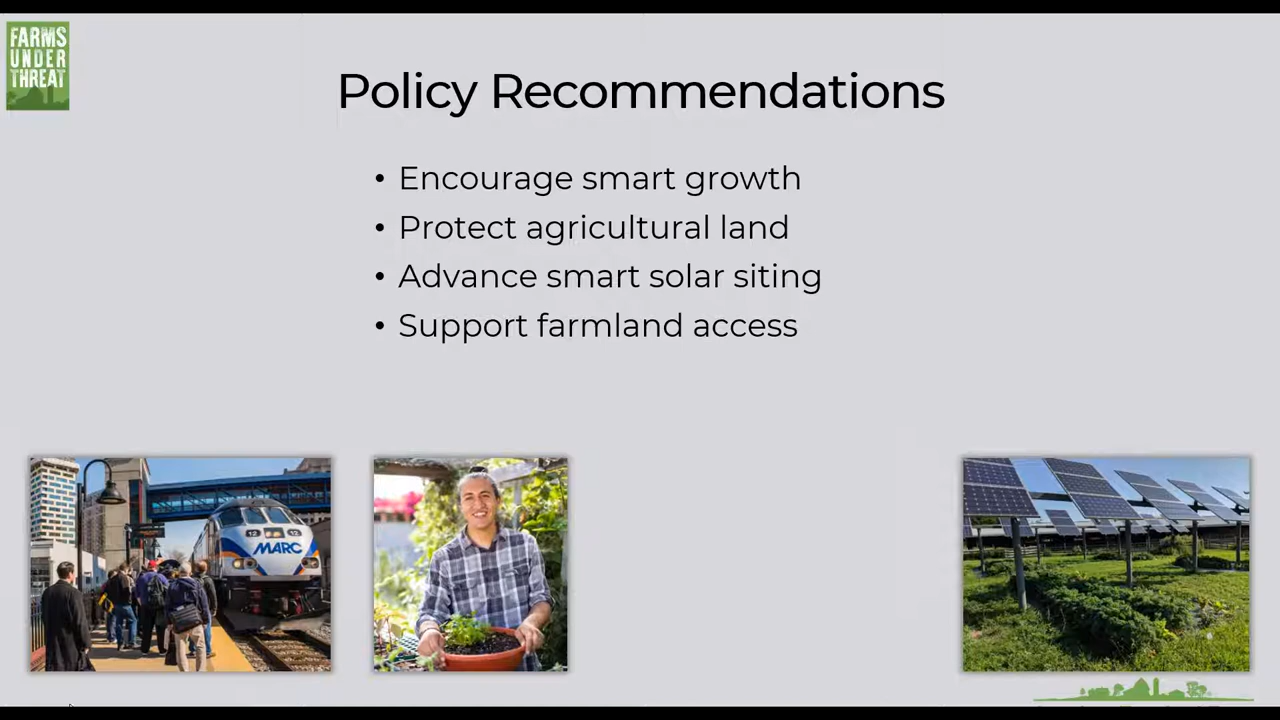 FARMS
UNDER
THREAT
Policy Recommendations
• Encourage smart growth
• Protect agricultural land
• Advance smart solar siting
• Support farmland access
MARC